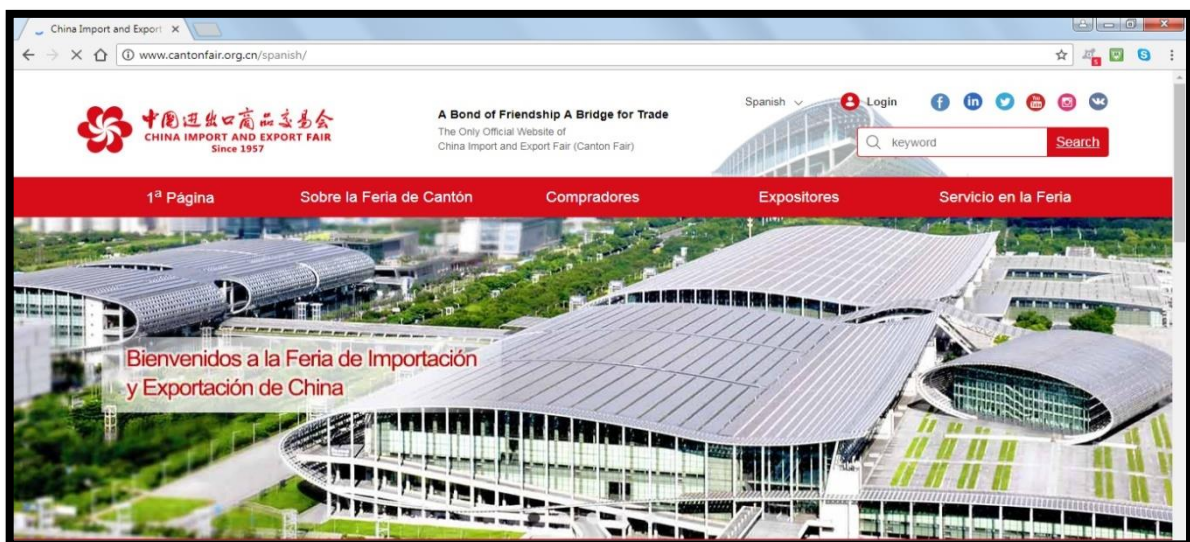 China Import and Export
www.cantonfair.org.cn/spanish/
中国进出口商品交易会
CHINA IMPORT AND EXPORT FAIR
Since 1957
A Bond of Friendship A Bridge for Trade
The Only Official Website of
China Import and Export Fair (Canton Fair)
Spanish
Login
keyword
Search
1ª Página
Sobre la Feria de Cantón
Compradores
Expositores
Servicio en la Feria
Bienvenidos a la Feria de Importación
y Exportación de China